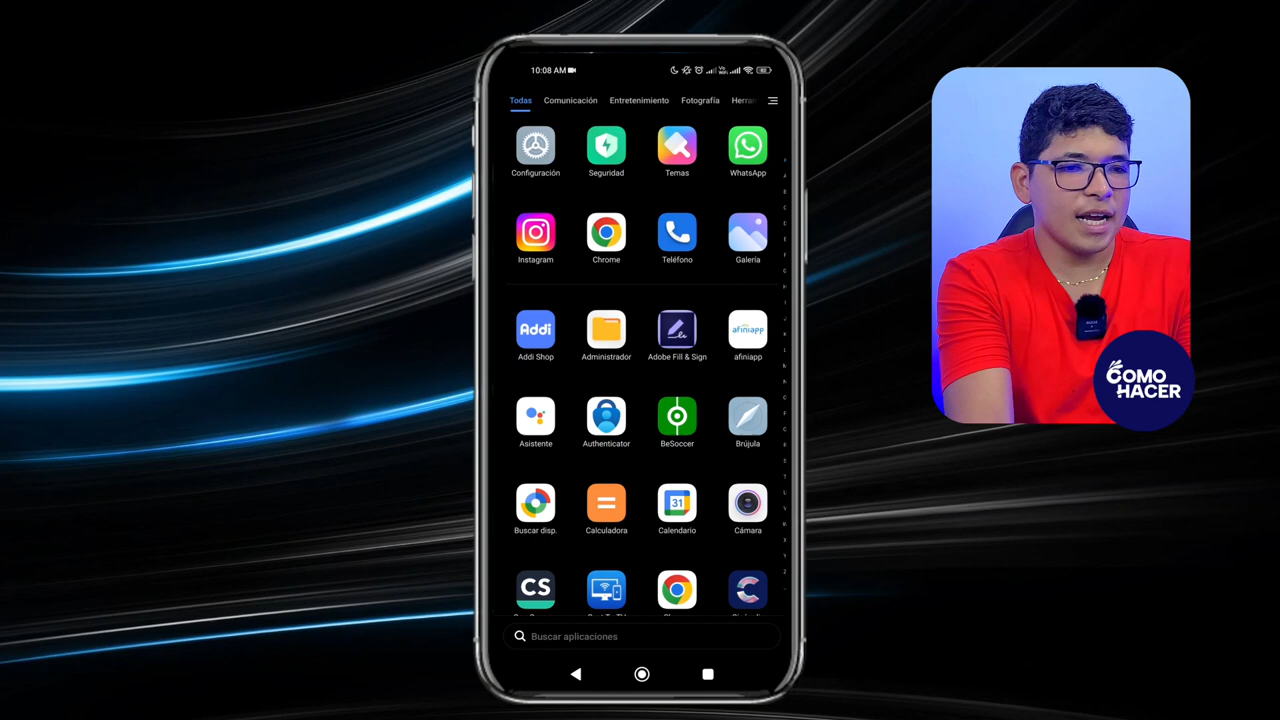 10:08 AM
Todas Comunicación Entretenimiento Fotografía
Configuración Seguridad Temas WhatsApp
Instagram Chrome Teléfono Galería
Addi
afiniapp
Addi Shop Administrador Adobe Fill & Sign afiniapp
Asistente Authenticator BeSoccer Brújula
31
Buscar disp. Calculadora Calendario Cámara
CS
Buscar aplicaciones
COMO
HACER